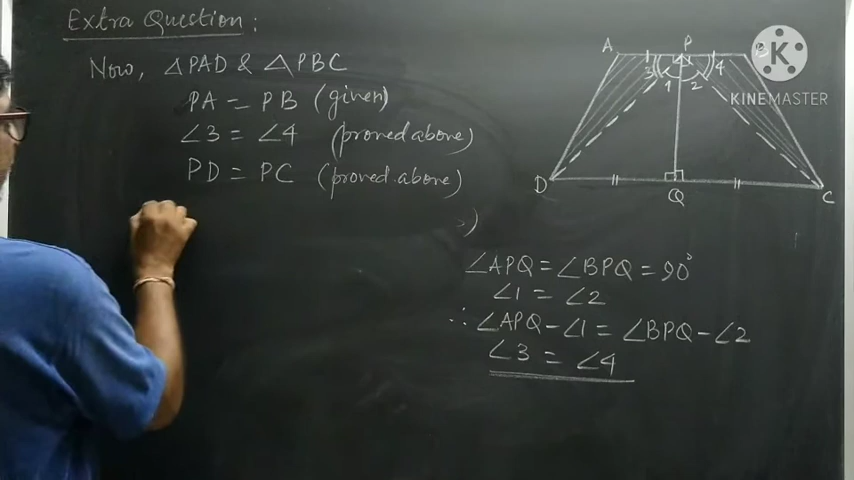 Extra Question :
Now, △PAD & △PBC
PA = PB (given)
∠3 = ∠4 (proved above)
PD = PC (proved above)
∠APQ = ∠BPQ = 90°
∠1 = ∠2
∴ ∠APQ - ∠1 = ∠BPQ - ∠2
∠3 = ∠4
A P B
3 1 2 4
D Q C
K
KINEMASTER